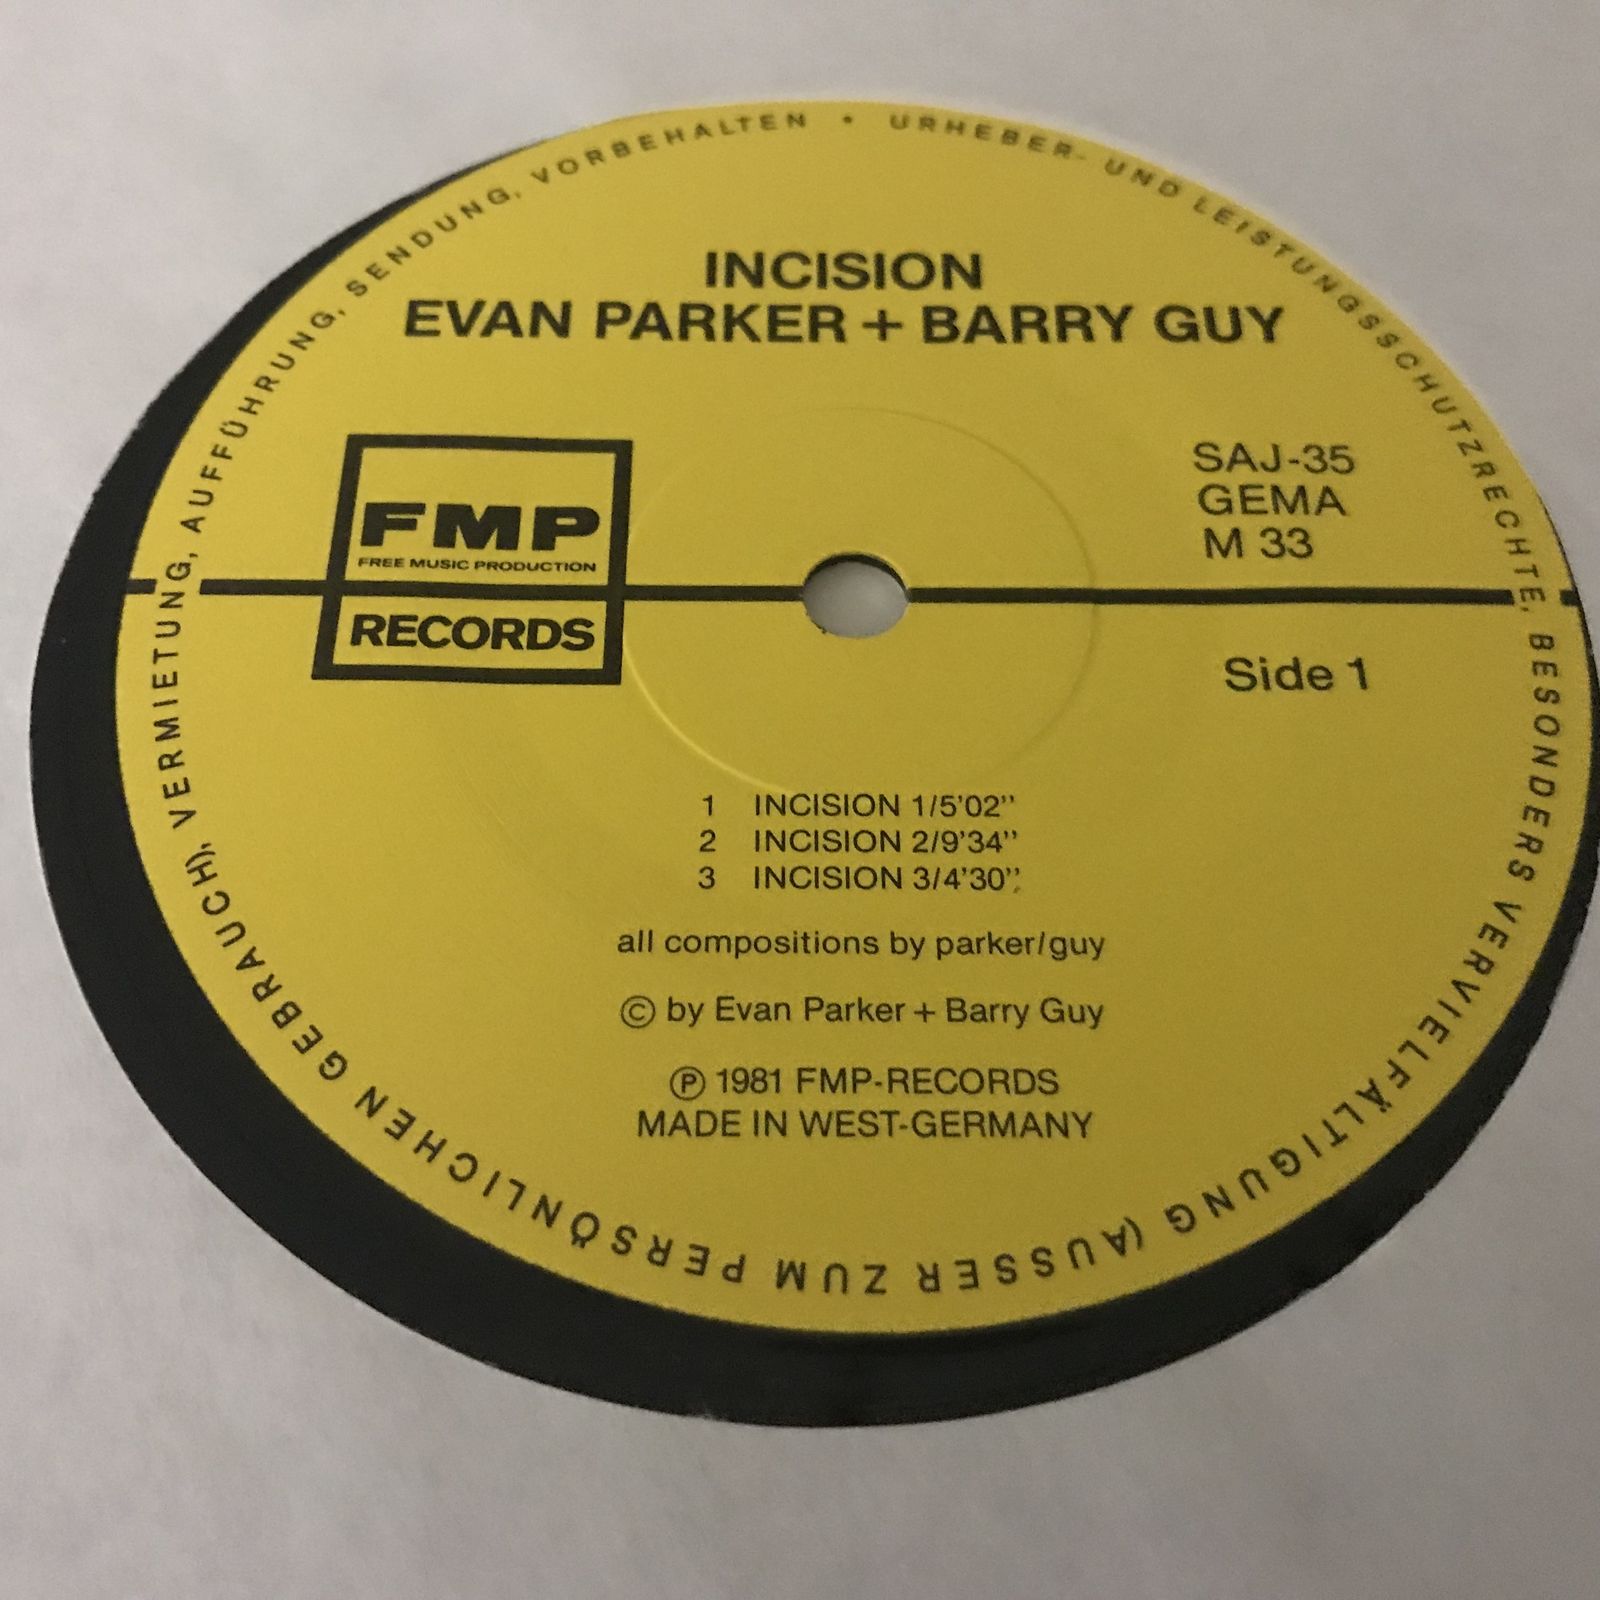 URHEBER- UND LEISTUNGSSCHUTZRECHTE, BESONDERS VERVIELFÄLTIGUNG (AUSSER ZUM PERSÖNLICHEN GEBRAUCH), VERMIETUNG, AUFFÜHRUNG, SENDUNG, VORBEHALTEN •
INCISION
EVAN PARKER + BARRY GUY
FMP
FREE MUSIC PRODUCTION
RECORDS
SAJ-35
GEMA
M 33
Side 1
1 INCISION 1/5'02''
2 INCISION 2/9'34''
3 INCISION 3/4'30''
all compositions by parker/guy
© by Evan Parker + Barry Guy
℗ 1981 FMP-RECORDS
MADE IN WEST-GERMANY